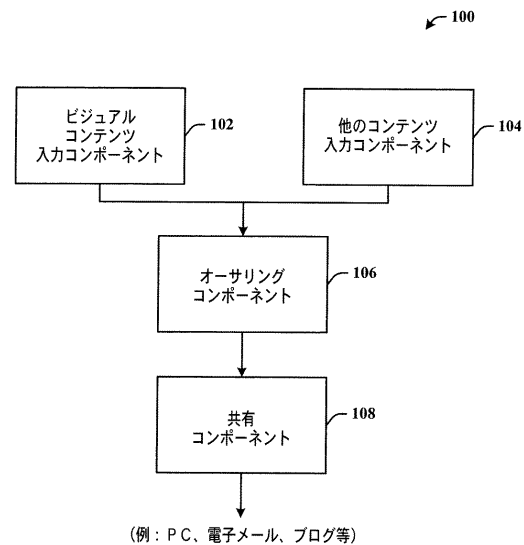 100
ビジュアル
コンテンツ
入力コンポーネント
102
他のコンテンツ
入力コンポーネント
104
オーサリング
コンポーネント
106
共有
コンポーネント
108
(例：ＰＣ、電子メール、ブログ等)